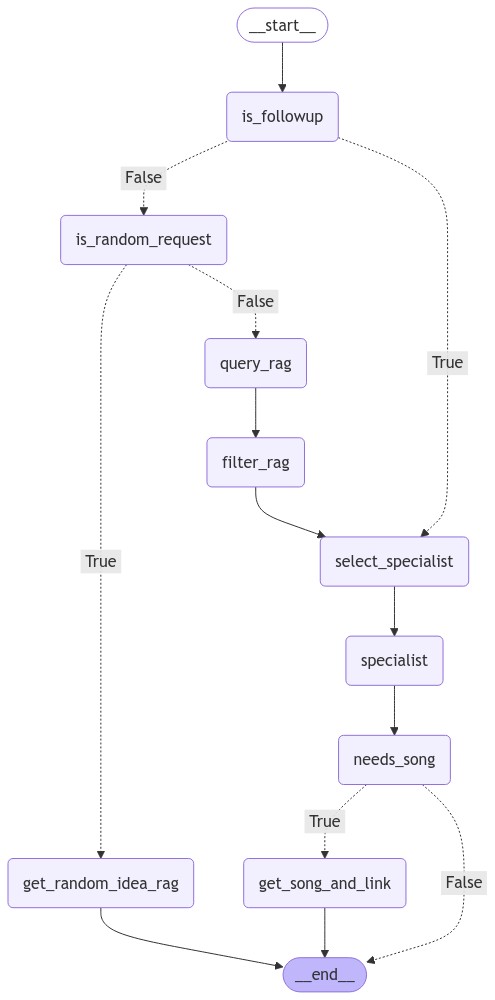 __start__
is_followup
False
is_random_request
False
query_rag
True
filter_rag
True
select_specialist
specialist
needs_song
True
get_random_idea_rag
get_song_and_link
False
__end__